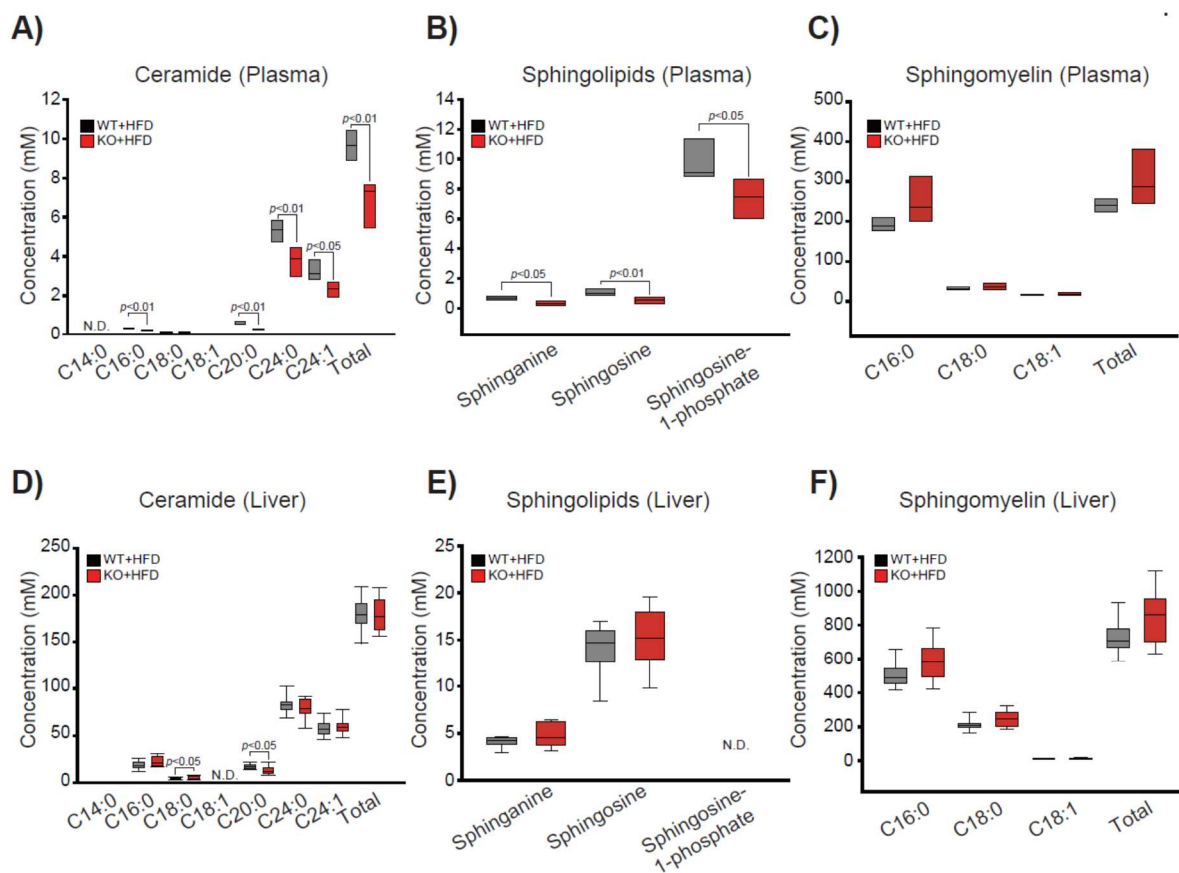 A)
Ceramide (Plasma)
Concentration (mM)
12
10
8
6
4
2
0
WT+HFD
KO+HFD
N.D.
p<0.01
p<0.01
p<0.01
p<0.05
p<0.01
C14:0
C16:0
C18:0
C18:1
C20:0
C24:0
C24:1
Total
B)
Sphingolipids (Plasma)
Concentration (mM)
14
12
10
8
6
4
2
0
WT+HFD
KO+HFD
p<0.05
p<0.01
p<0.05
Sphinganine
Sphingosine
Sphingosine-
1-phosphate
C)
Sphingomyelin (Plasma)
Concentration (mM)
500
400
300
200
100
0
WT+HFD
KO+HFD
C16:0
C18:0
C18:1
Total
D)
Ceramide (Liver)
Concentration (mM)
250
200
150
100
50
0
WT+HFD
KO+HFD
p<0.05
N.D.
p<0.05
C14:0
C16:0
C18:0
C18:1
C20:0
C24:0
C24:1
Total
E)
Sphingolipids (Liver)
Concentration (mM)
25
20
15
10
5
0
WT+HFD
KO+HFD
N.D.
Sphinganine
Sphingosine
Sphingosine-
1-phosphate
F)
Sphingomyelin (Liver)
Concentration (mM)
1200
1000
800
600
400
200
0
WT+HFD
KO+HFD
C16:0
C18:0
C18:1
Total